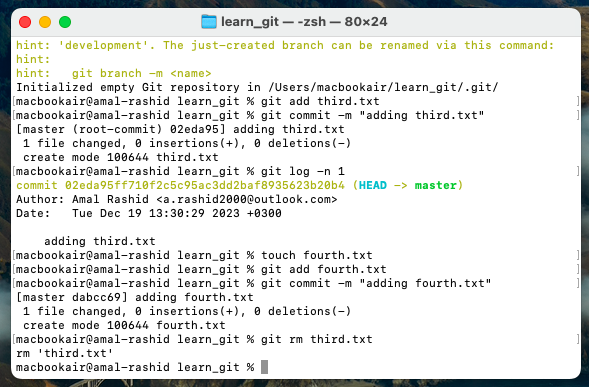 learn_git — -zsh — 80×24
hint: 'development'. The just-created branch can be renamed via this command:
hint:
hint:   git branch -m <name>
Initialized empty Git repository in /Users/macbookair/learn_git/.git/
[macbookair@amal-rashid learn_git % git add third.txt                          ]
[macbookair@amal-rashid learn_git % git commit -m "adding third.txt"           ]
[master (root-commit) 02eda95] adding third.txt
 1 file changed, 0 insertions(+), 0 deletions(-)
 create mode 100644 third.txt
[macbookair@amal-rashid learn_git % git log -n 1                               ]
commit 02eda95ff710f2c5c95ac3dd2baf8935623b20b4 (HEAD -> master)
Author: Amal Rashid <a.rashid2000@outlook.com>
Date:   Tue Dec 19 13:30:29 2023 +0300

    adding third.txt
[macbookair@amal-rashid learn_git % touch fourth.txt                           ]
[macbookair@amal-rashid learn_git % git add fourth.txt                         ]
[macbookair@amal-rashid learn_git % git commit -m "adding fourth.txt"          ]
[master dabcc69] adding fourth.txt
 1 file changed, 0 insertions(+), 0 deletions(-)
 create mode 100644 fourth.txt
[macbookair@amal-rashid learn_git % git rm third.txt                           ]
rm 'third.txt'
macbookair@amal-rashid learn_git %